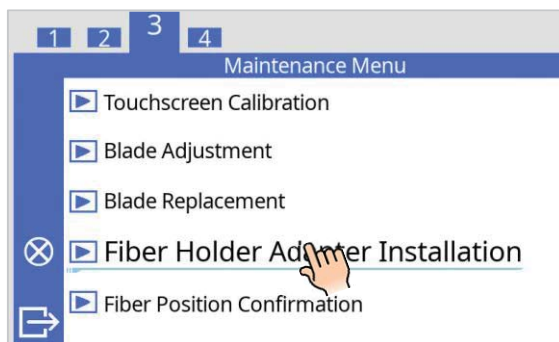 1 2 3 4
Maintenance Menu
Touchscreen Calibration
Blade Adjustment
Blade Replacement
Fiber Holder Adapter Installation
Fiber Position Confirmation